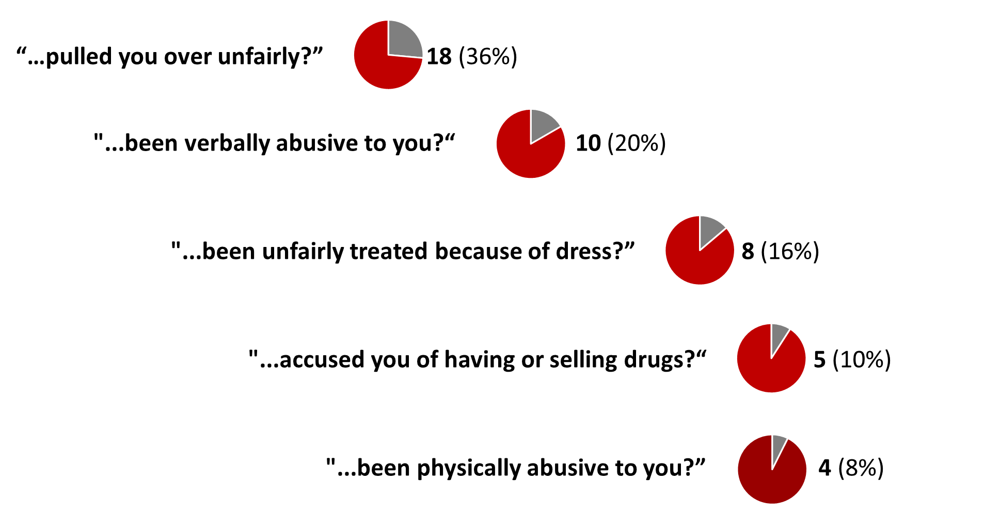 “...pulled you over unfairly?” 18 (36%)
"...been verbally abusive to you?“ 10 (20%)
"...been unfairly treated because of dress?” 8 (16%)
"...accused you of having or selling drugs?“ 5 (10%)
"...been physically abusive to you?” 4 (8%)